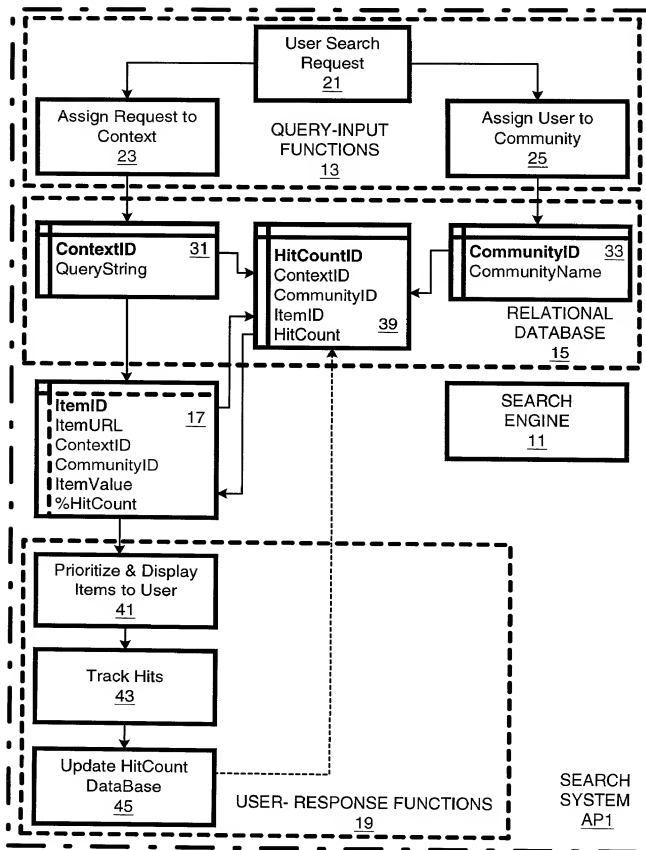 User Search
Request
21
Assign Request to
Context
23
QUERY-INPUT
FUNCTIONS
13
Assign User to
Community
25
ContextID
31
QueryString
HitCountID
ContextID
CommunityID
ItemID
HitCount
39
CommunityID
33
CommunityName
RELATIONAL
DATABASE
15
ItemID
17
ItemURL
ContextID
CommunityID
ItemValue
%HitCount
SEARCH
ENGINE
11
Prioritize & Display
Items to User
41
Track Hits
43
Update HitCount
DataBase
45
USER- RESPONSE FUNCTIONS
19
SEARCH
SYSTEM
AP1